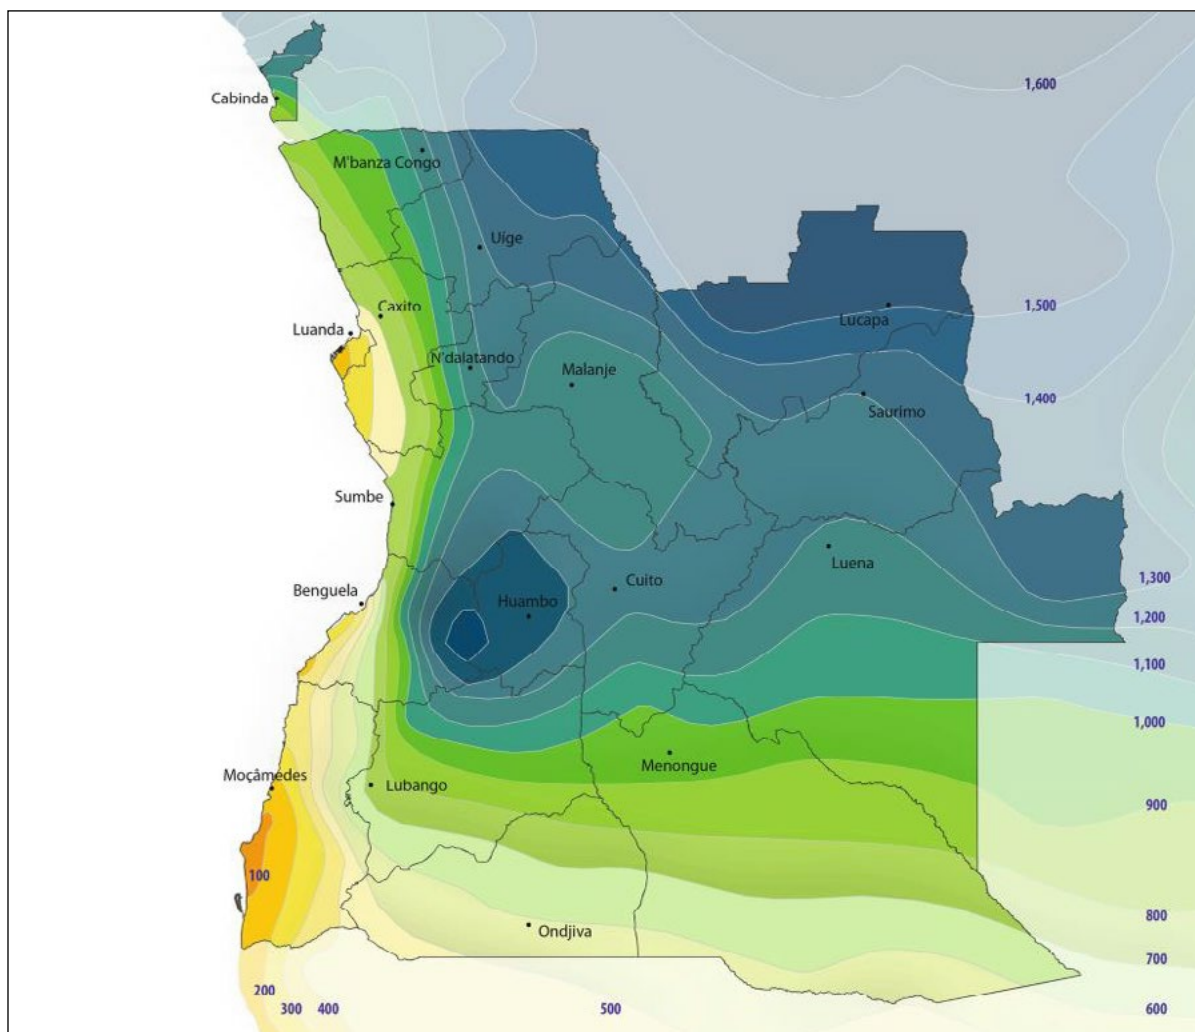 1,600
Cabinda
M'banza Congo
Uíge
Caxito
1,500
Lucapa
Luanda
N'dalatando
Malanje
1,400
Saurimo
Sumbe
Luena
Benguela
Cuito
1,300
Huambo
1,200
1,100
1,000
Menongue
Moçâmedes
Lubango
900
100
800
Ondjiva
700
200
300
400
500
600